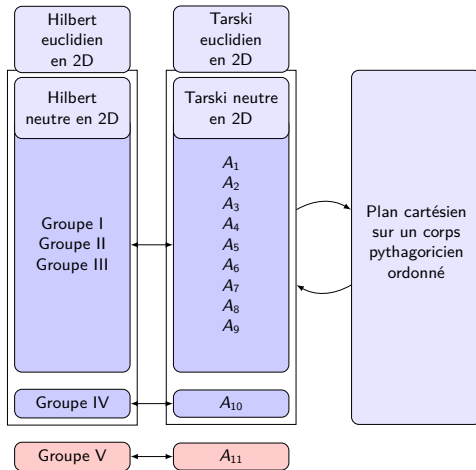 Hilbert
euclidien
en 2D
Tarski
euclidien
en 2D
Hilbert
neutre en 2D
Tarski neutre
en 2D
Groupe I
Groupe II
Groupe III
A₁
A₂
A₃
A₄
A₅
A₆
A₇
A₈
A₉
Plan cartésien
sur un corps
pythagoricien
ordonné
Groupe IV
A₁₀
Groupe V
A₁₁